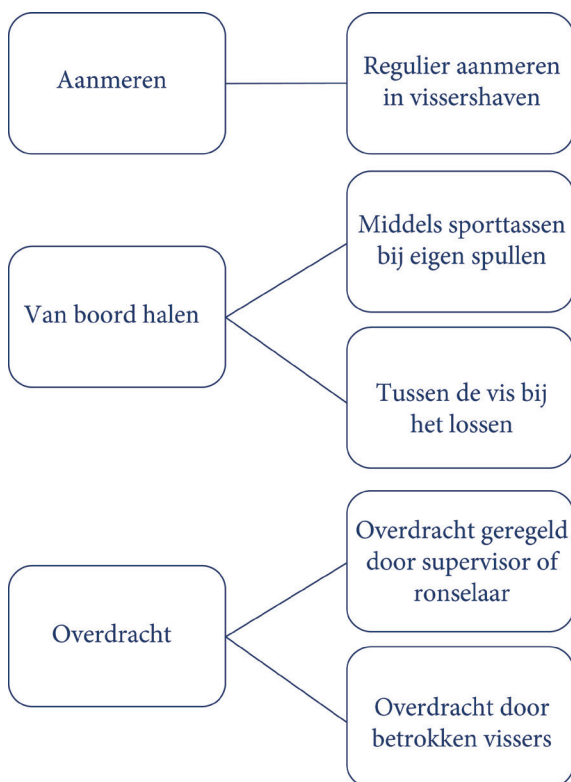 Aanmeren
Regulier aanmeren
in vissershaven
Van boord halen
Middels sporttassen
bij eigen spullen
Tussen de vis bij
het lossen
Overdracht
Overdracht geregeld
door supervisor of
ronselaar
Overdracht door
betrokken vissers